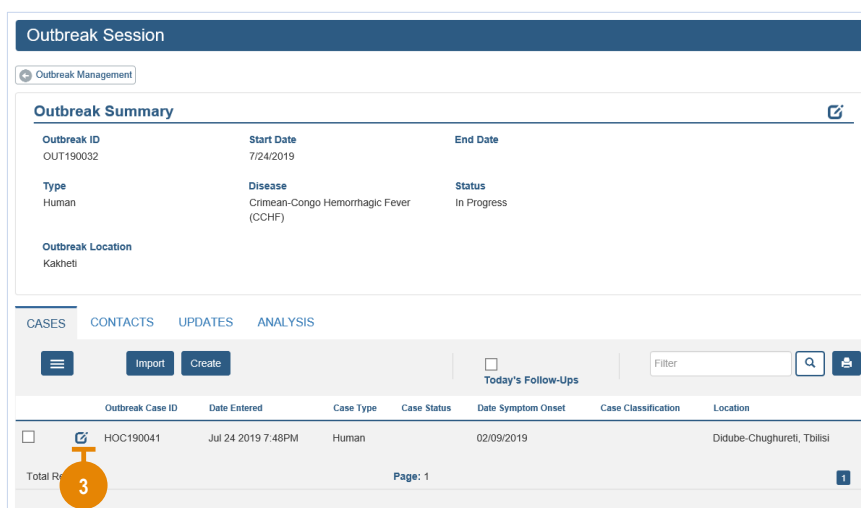 Outbreak Session
Outbreak Management
Outbreak Summary
Outbreak ID Start Date End Date
OUT190032 7/24/2019
Type Disease Status
Human Crimean-Congo Hemorrhagic Fever In Progress
(CCHF)
Outbreak Location
Kakheti
CASES CONTACTS UPDATES ANALYSIS
Import Create Filter
Today's Follow-Ups
Outbreak Case ID Date Entered Case Type Case Status Date Symptom Onset Case Classification Location
HOC190041 Jul 24 2019 7:48PM Human 02/09/2019 Didube-Chughureti, Tbilisi
Total Page: 1 1
3